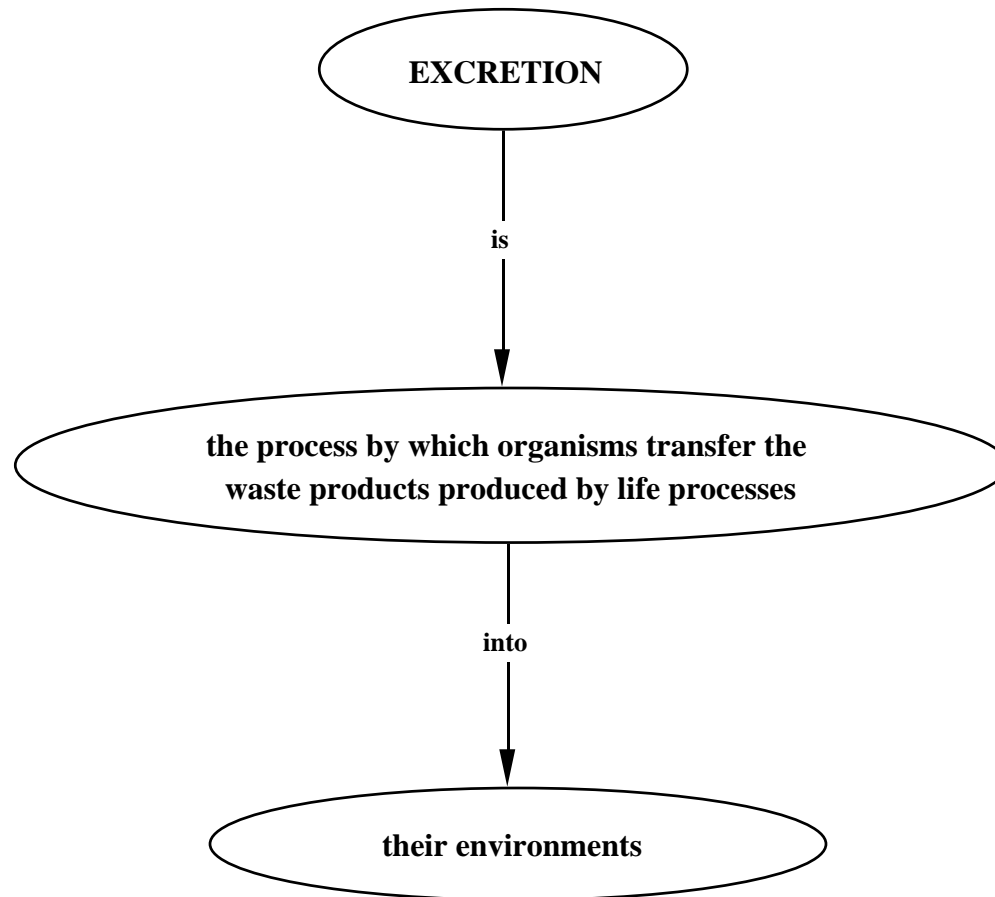 EXCRETION
is
the process by which organisms transfer the
waste products produced by life processes
into
their environments